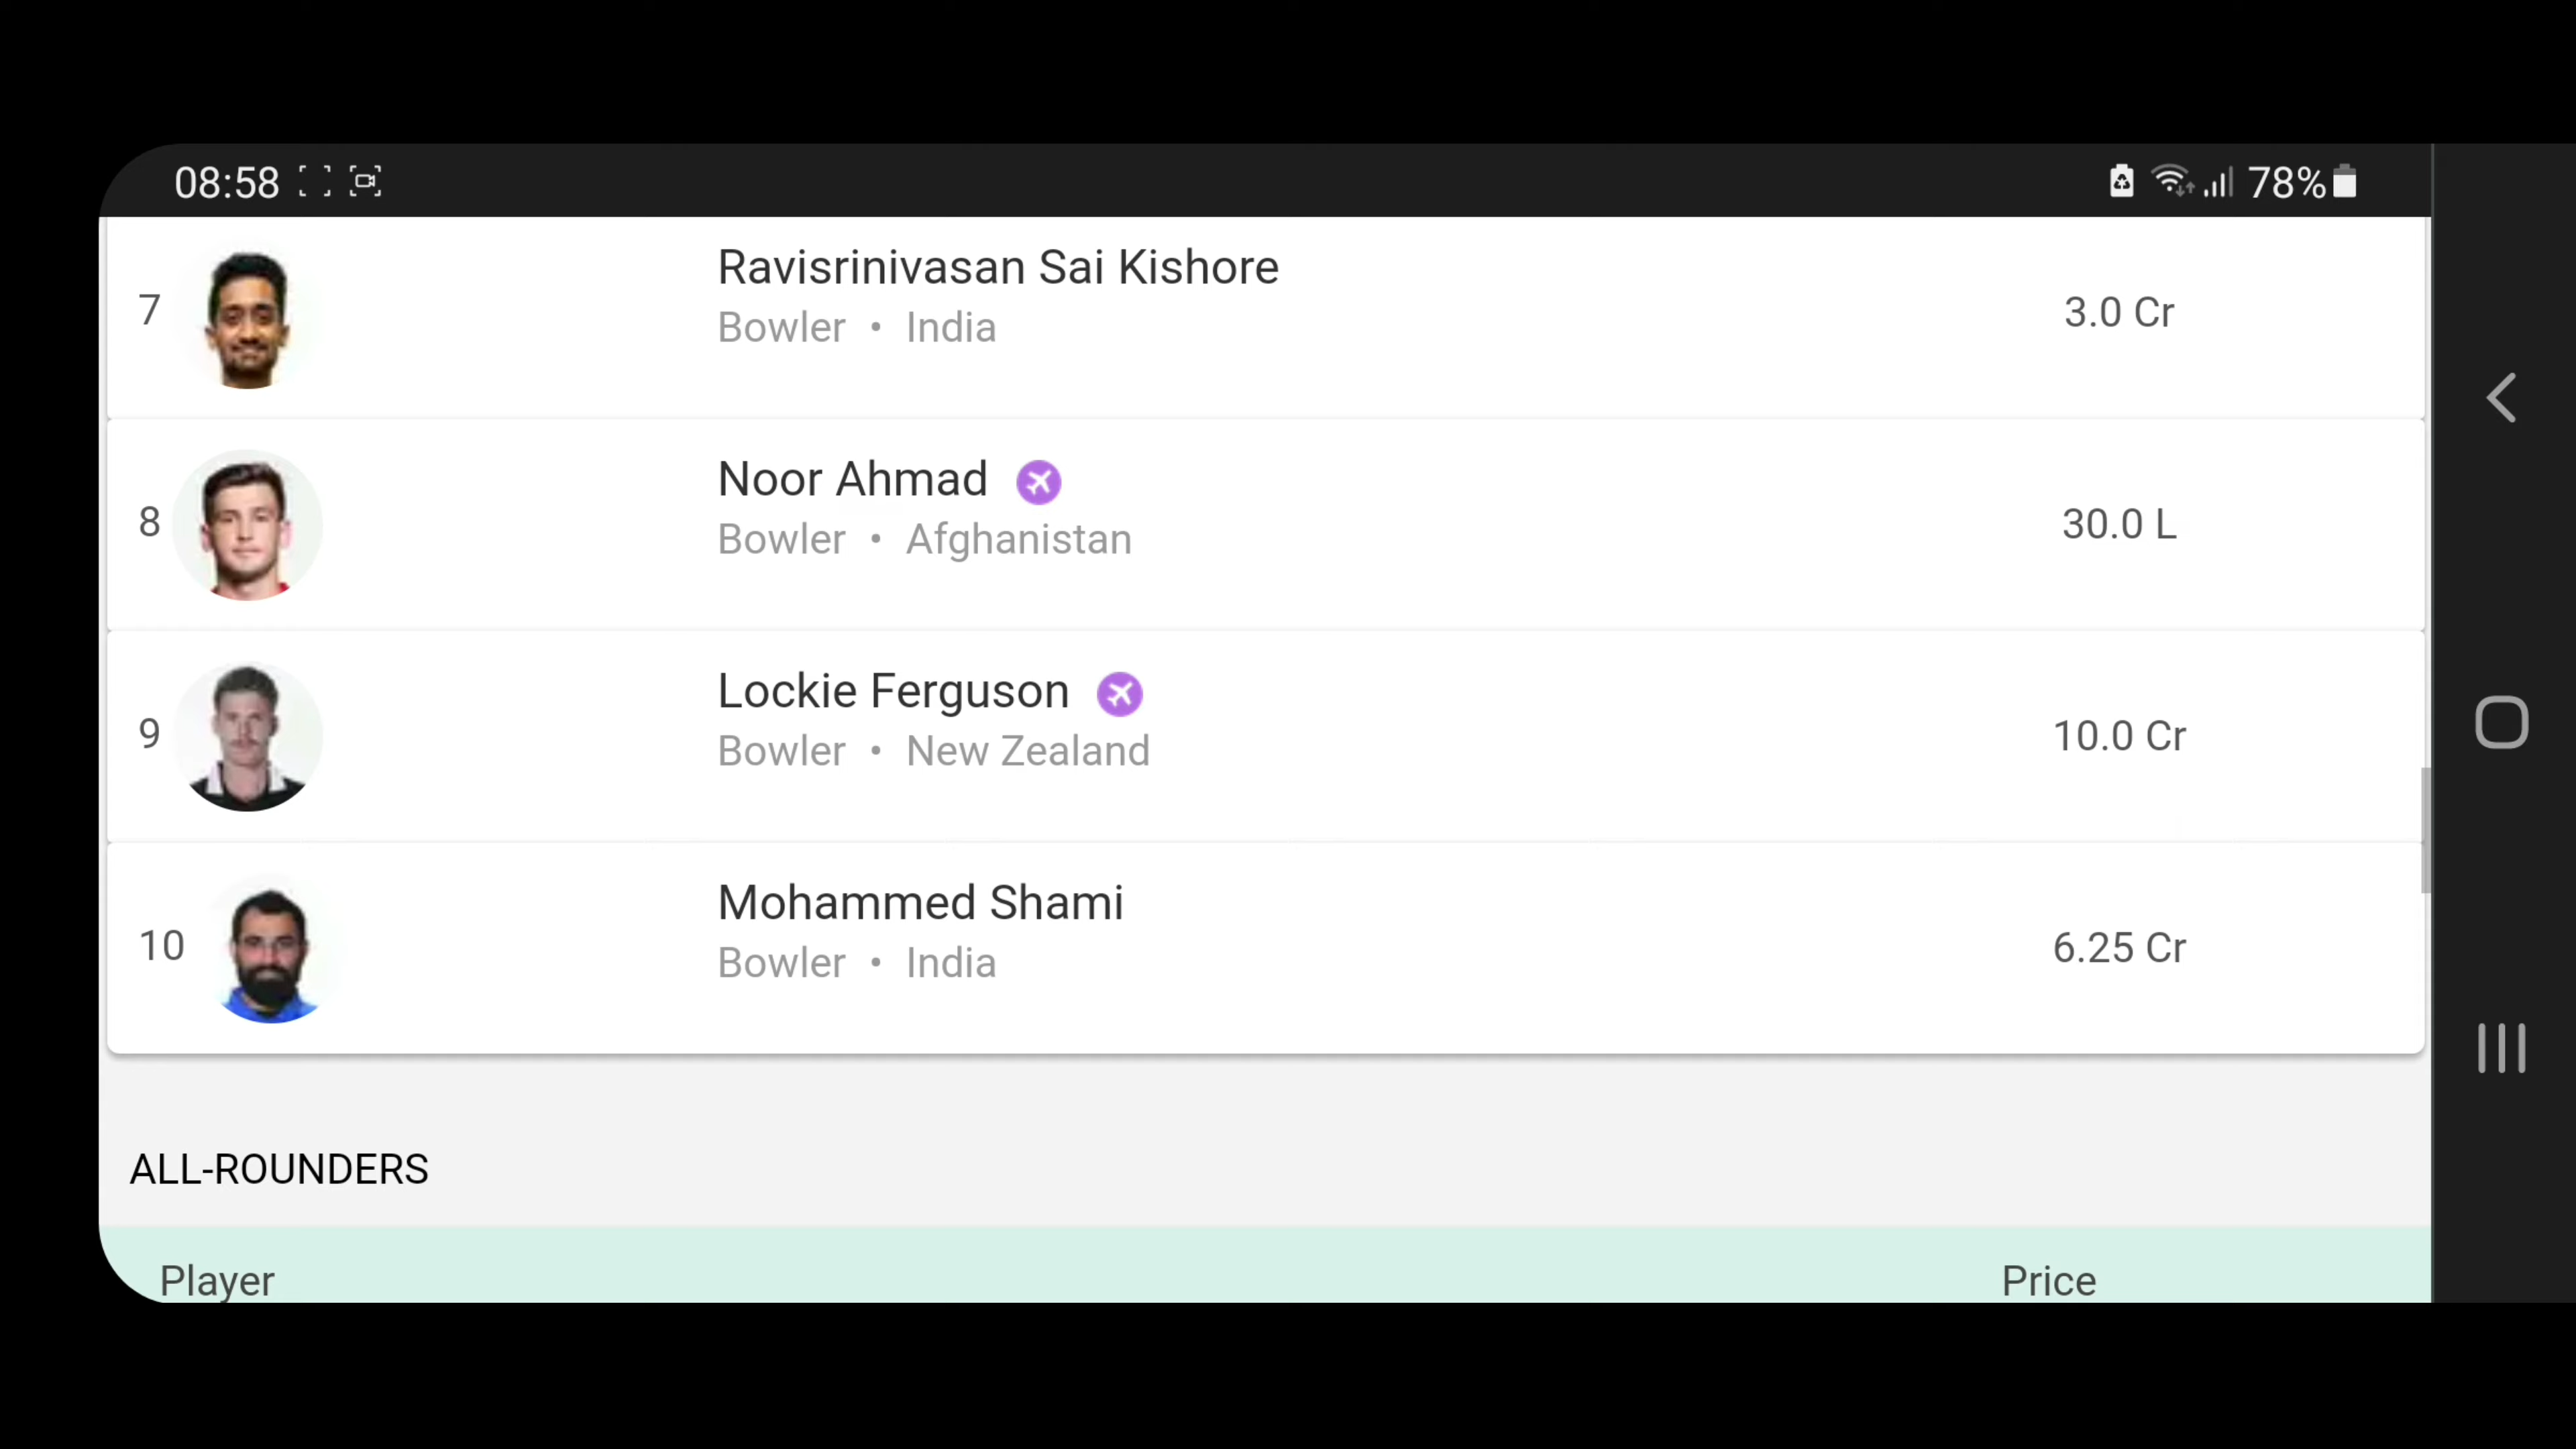 08:58 78%
7 Ravisrinivasan Sai Kishore
Bowler • India
3.0 Cr
8 Noor Ahmad
Bowler • Afghanistan
30.0 L
9 Lockie Ferguson
Bowler • New Zealand
10.0 Cr
10 Mohammed Shami
Bowler • India
6.25 Cr
ALL-ROUNDERS
Player Price